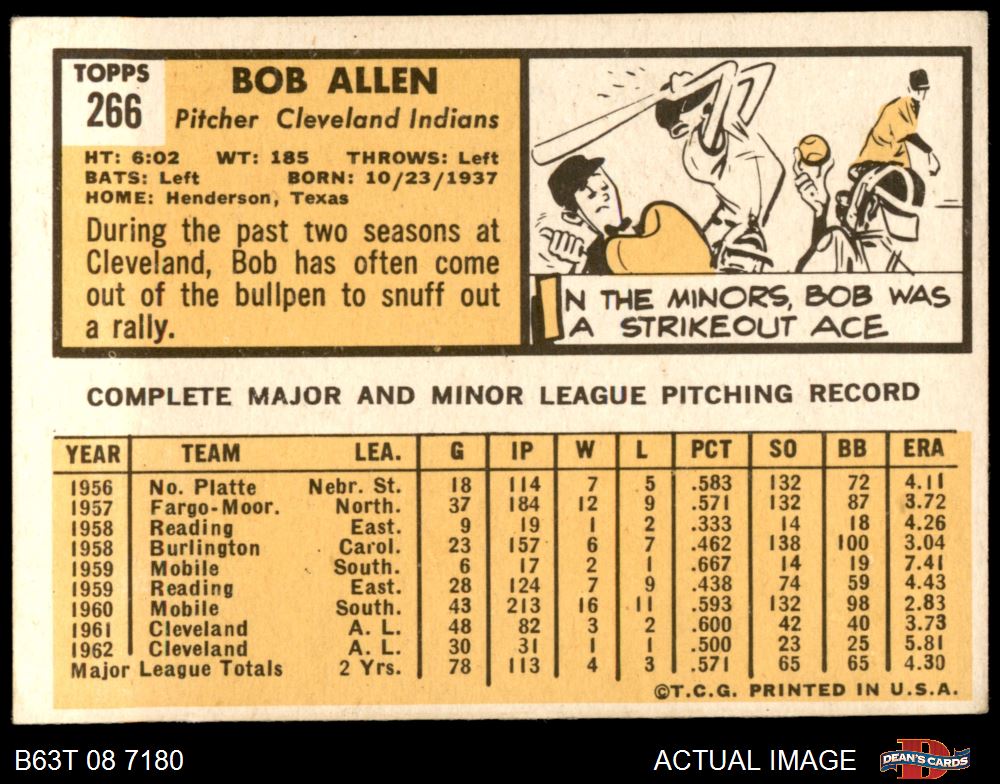 TOPPS
266
BOB ALLEN
Pitcher Cleveland Indians
HT: 6:02 WT: 185 THROWS: Left
BATS: Left BORN: 10/23/1937
HOME: Henderson, Texas
During the past two seasons at
Cleveland, Bob has often come
out of the bullpen to snuff out
a rally.
IN THE MINORS, BOB WAS
A STRIKEOUT ACE
COMPLETE MAJOR AND MINOR LEAGUE PITCHING RECORD
YEAR TEAM LEA. G IP W L PCT SO BB ERA
1956 No. Platte Nebr. St. 18 114 7 5 .583 132 72 4.11
1957 Fargo-Moor. North. 37 184 12 9 .571 132 87 3.72
1958 Reading East. 9 19 1 2 .333 14 18 4.26
1958 Burlington Carol. 23 157 6 7 .462 138 100 3.04
1959 Mobile South. 6 17 2 1 .667 14 19 7.41
1959 Reading East. 28 124 7 9 .438 74 59 4.43
1960 Mobile South. 43 213 16 11 .593 132 98 2.83
1961 Cleveland A. L. 48 82 3 2 .600 42 40 3.73
1962 Cleveland A. L. 30 31 1 1 .500 23 25 5.81
Major League Totals 2 Yrs. 78 113 4 3 .571 65 65 4.30
©T.C.G. PRINTED IN U.S.A.
B63T 08 7180 ACTUAL IMAGE DEAN'S CARDS